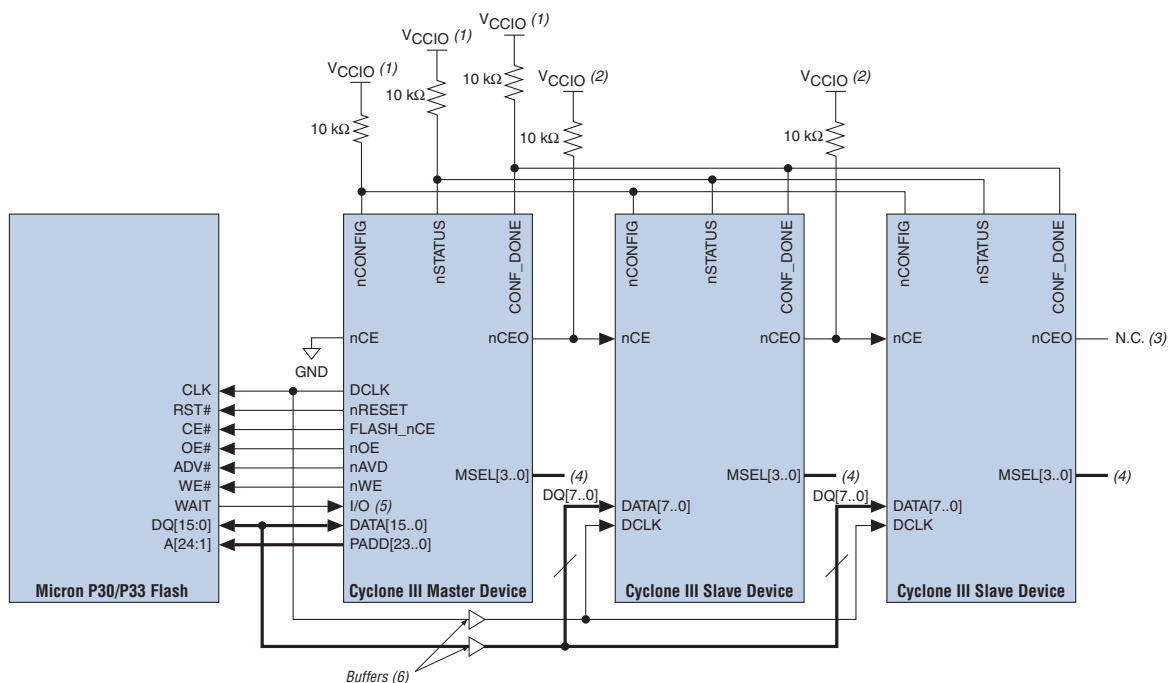 VCCIO (1)
VCCIO (1)
VCCIO (1)
VCCIO (2)
VCCIO (2)
10 kΩ
10 kΩ
10 kΩ
10 kΩ
10 kΩ
nCONFIG
nSTATUS
CONF_DONE
nCONFIG
nSTATUS
CONF_DONE
nCONFIG
nSTATUS
CONF_DONE
nCE
nCEO
nCE
nCEO
nCE
nCEO
N.C. (3)
GND
CLK
DCLK
RST#
nRESET
CE#
FLASH_nCE
OE#
nOE
ADV#
nAVD
WE#
nWE
WAIT
I/O (5)
DQ[15:0]
DATA[15..0]
A[24:1]
PADD[23..0]
MSEL[3..0]
(4)
MSEL[3..0]
(4)
MSEL[3..0]
(4)
DQ[7..0]
DATA[7..0]
DCLK
DQ[7..0]
DATA[7..0]
DCLK
Micron P30/P33 Flash
Cyclone III Master Device
Cyclone III Slave Device
Cyclone III Slave Device
Buffers (6)